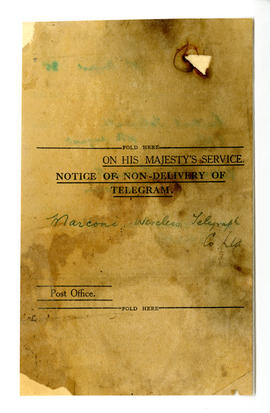 FOLD HERE
ON HIS MAJESTY'S SERVICE.
NOTICE OF NON-DELIVERY OF
TELEGRAM.
Marconi Wireless Telegraph
Co Ltd
Post Office.
FOLD HERE